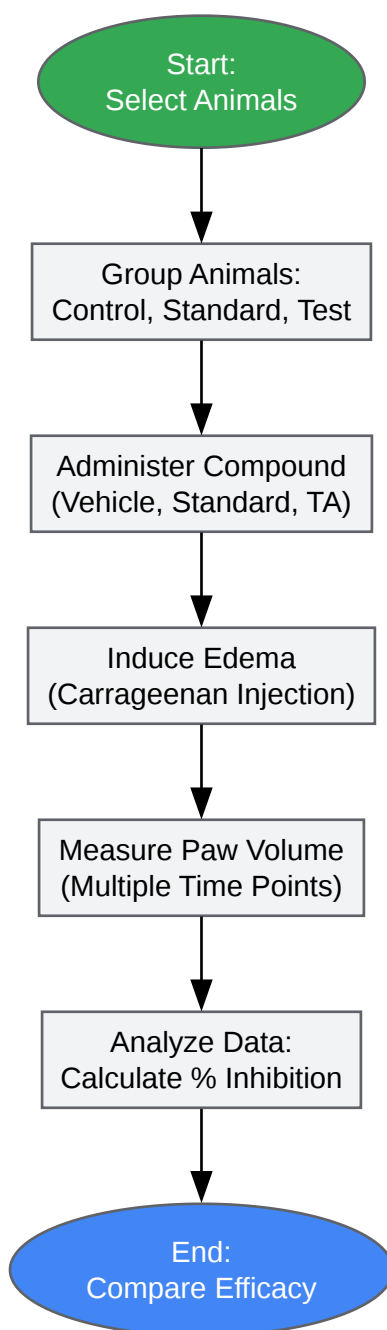 Start:
Select Animals
Group Animals:
Control, Standard, Test
Administer Compound
(Vehicle, Standard, TA)
Induce Edema
(Carrageenan Injection)
Measure Paw Volume
(Multiple Time Points)
Analyze Data:
Calculate % Inhibition
End:
Compare Efficacy